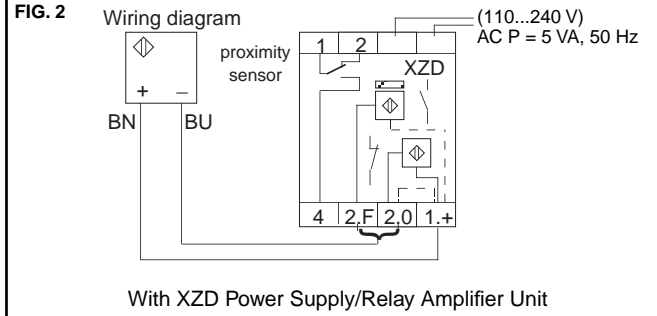 FIG. 2
Wiring diagram
(110...240 V)
AC P = 5 VA, 50 Hz
proximity
sensor
1 2
XZD
+ –
BN BU
4 2.F 2.0 1.+
With XZD Power Supply/Relay Amplifier Unit